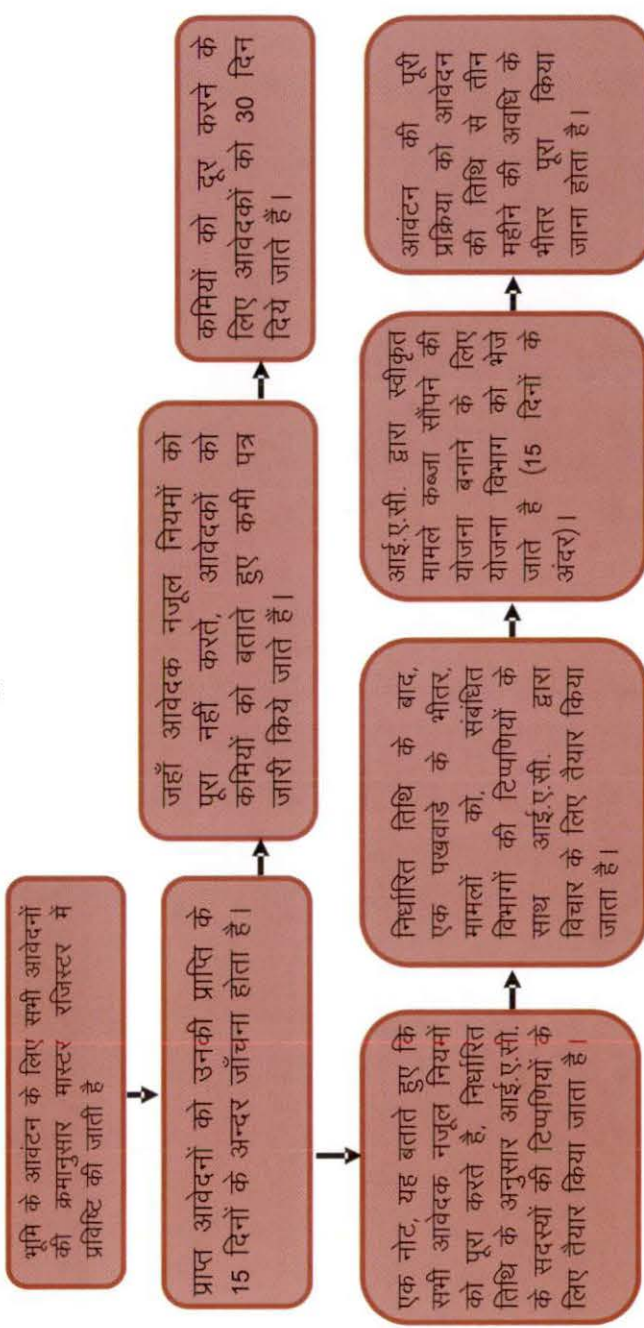 भूमि के आवंटन के लिए सभी आवेदनों
की क्रमानुसार मास्टर रजिस्टर में
प्रविष्टि की जाती है
प्राप्त आवेदनों को उनकी प्राप्ति के
15 दिनों के अन्दर जाँचना होता है।
जहाँ आवेदक नजूल नियमों को
पूरा नहीं करते, आवेदकों को
कमियों को बताते हुए कमी पत्र
जारी किये जाते हैं।
कमियों को दूर करने के
लिए आवेदकों को 30 दिन
दिये जाते हैं।
एक नोट, यह बताते हुए कि
सभी आवेदक नजूल नियमों
को पूरा करते है, निर्धारित
तिथि के अनुसार आई.ए.सी.
के सदस्यों की टिप्पणियों के
लिए तैयार किया जाता है।
निर्धारित तिथि के बाद,
एक पखवाडे के भीतर,
मामलों को, संबंधित
विभागों की टिप्पणियों के
साथ आई.ए.सी. द्वारा
विचार के लिए तैयार किया
जाता है।
आई.ए.सी. द्वारा स्वीकृत
मामले कब्जा सौंपने की
योजना बनाने के लिए
योजना विभाग को भेजे
जाते है (15 दिनों के
अंदर)।
आवंटन की पूरी
प्रक्रिया को आवेदन
की तिथि से तीन
महीने की अवधि के
भीतर पूरा किया
जाना होता है।